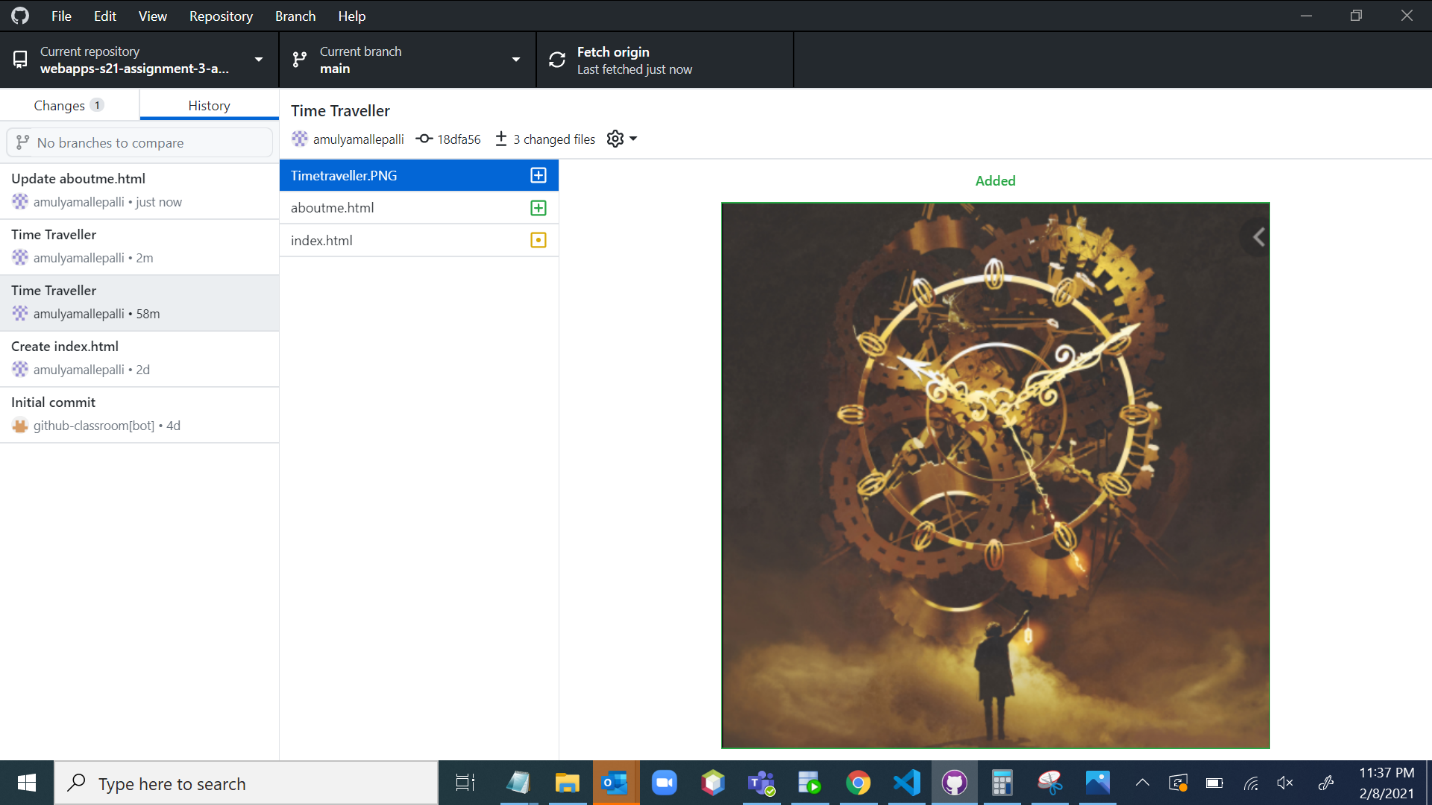 File Edit View Repository Branch Help
Current repository
webapps-s21-assignment-3-a...
Current branch
main
Fetch origin
Last fetched just now
Changes 1
History
No branches to compare
Update aboutme.html
amulyamallepalli • just now
Time Traveller
amulyamallepalli • 2m
Time Traveller
amulyamallepalli • 58m
Create index.html
amulyamallepalli • 2d
Initial commit
github-classroom[bot] • 4d
Time Traveller
amulyamallepalli 18dfa56 3 changed files
Timetraveller.PNG
aboutme.html
index.html
Added
Type here to search
11:37 PM
2/8/2021